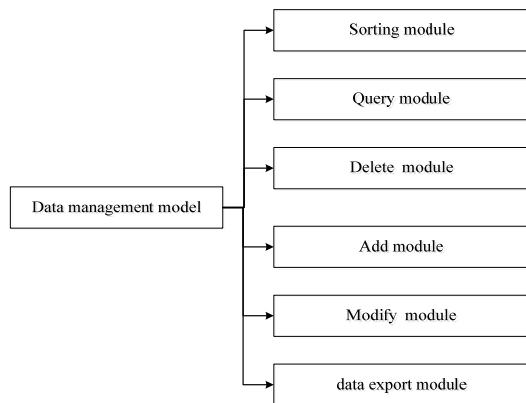 Sorting module
Query module
Delete module
Data management model
Add module
Modify module
data export module